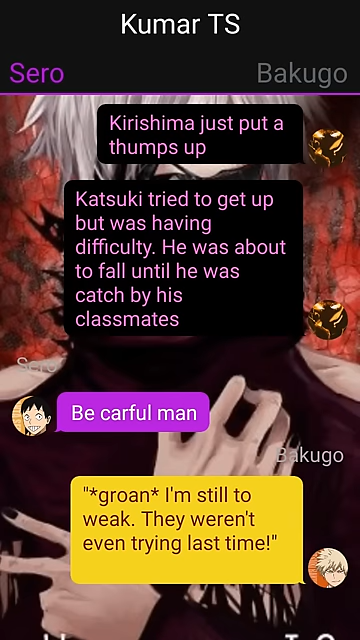 Kumar TS
Sero
Bakugo
Kirishima just put a
thumps up
Katsuki tried to get up
but was having
difficulty. He was about
to fall until he was
catch by his
classmates
Sero
Be carful man
Bakugo
"*groan* I'm still to
weak. They weren't
even trying last time!"